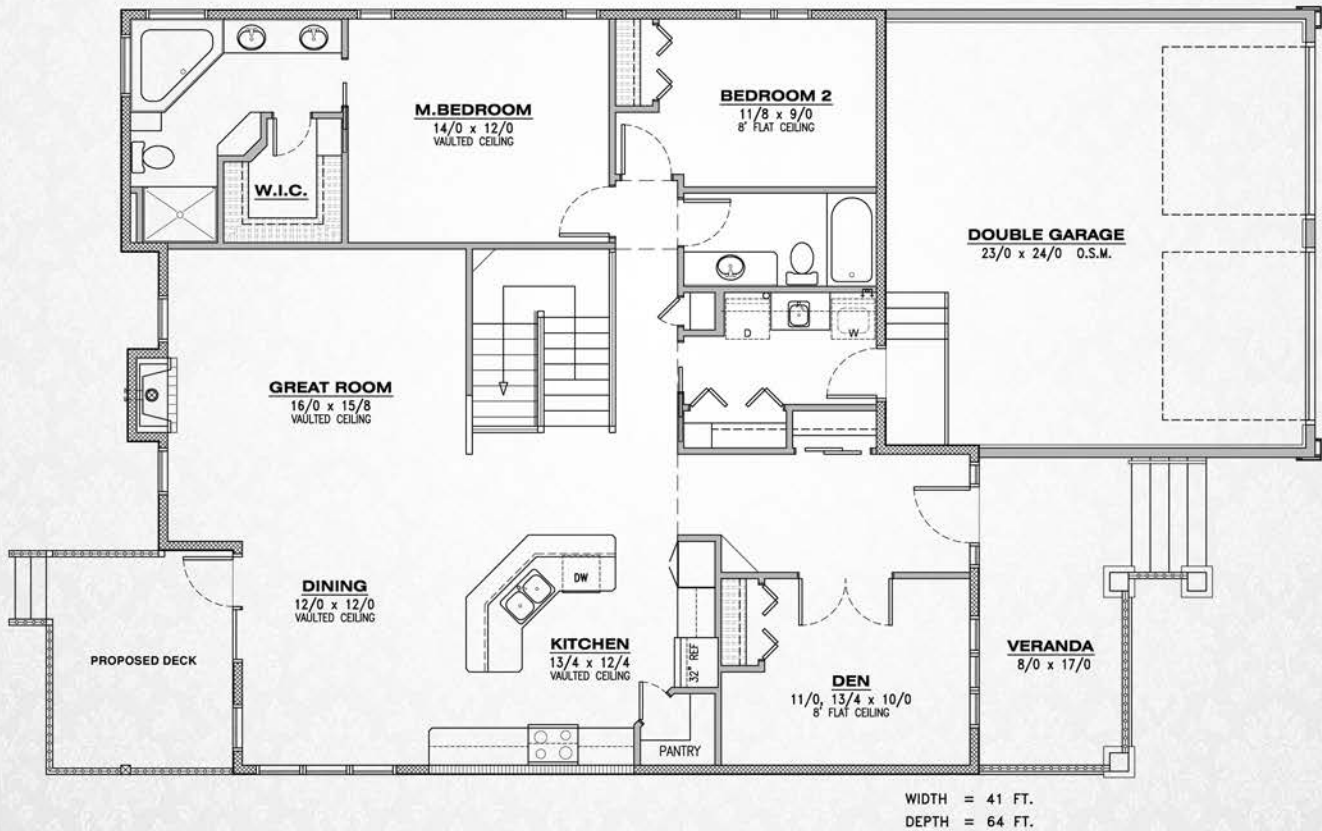 M.BEDROOM
14/0 x 12/0
VAULTED CEILING
BEDROOM 2
11/8 x 9/0
8' FLAT CEILING
W.I.C.
DOUBLE GARAGE
23/0 x 24/0 O.S.M.
D
W
GREAT ROOM
16/0 x 15/8
VAULTED CEILING
DINING
12/0 x 12/0
VAULTED CEILING
DW
KITCHEN
13/4 x 12/4
VAULTED CEILING
32" REF
PANTRY
DEN
11/0, 13/4 x 10/0
8' FLAT CEILING
VERANDA
8/0 x 17/0
PROPOSED DECK
WIDTH = 41 FT.
DEPTH = 64 FT.